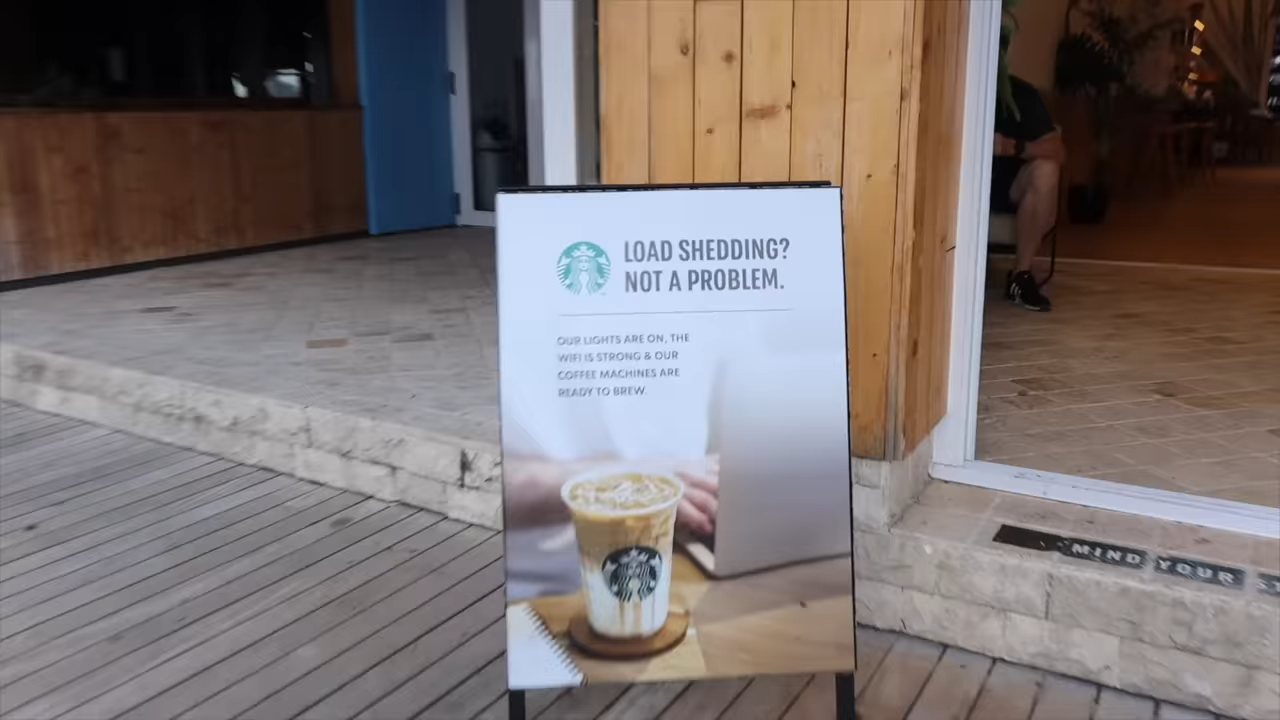 LOAD SHEDDING?
NOT A PROBLEM.
OUR LIGHTS ARE ON, THE
WIFI IS STRONG & OUR
COFFEE MACHINES ARE
READY TO BREW.
MIND YOUR